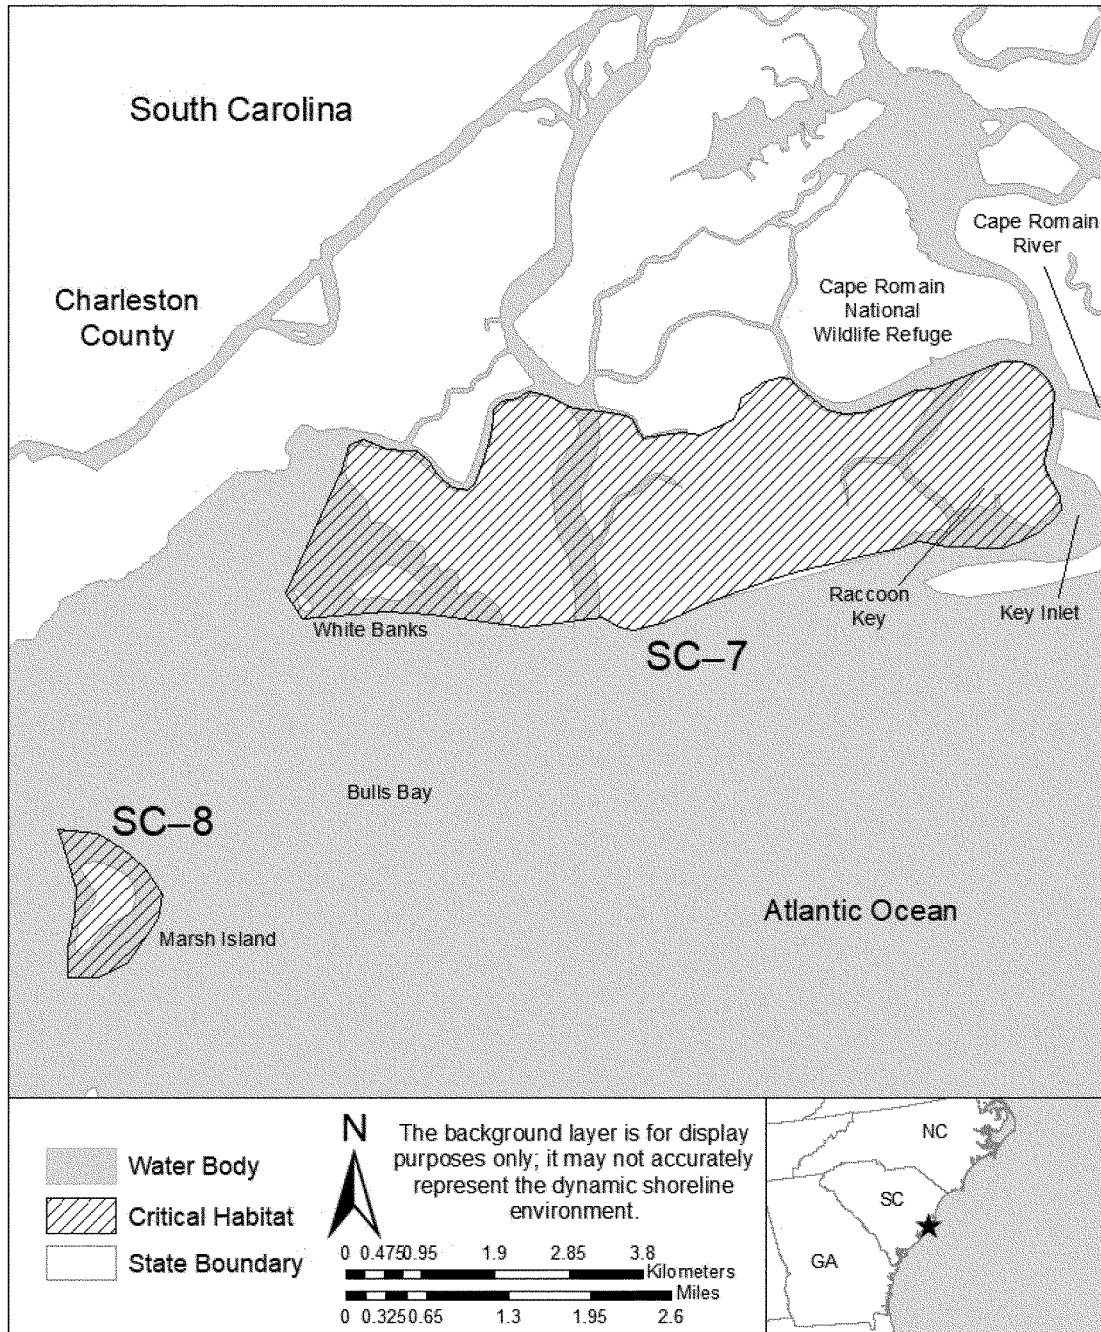 South Carolina
Cape Romain
River
Charleston
County
Cape Romain
National
Wildlife Refuge
Raccoon
Key
Key Inlet
White Banks
SC–7
Bulls Bay
SC–8
Atlantic Ocean
Marsh Island
Water Body
Critical Habitat
State Boundary
N
The background layer is for display
purposes only; it may not accurately
represent the dynamic shoreline
environment.
0 0.475 0.95 1.9 2.85 3.8
Kilometers
Miles
0 0.325 0.65 1.3 1.95 2.6
NC
SC
GA